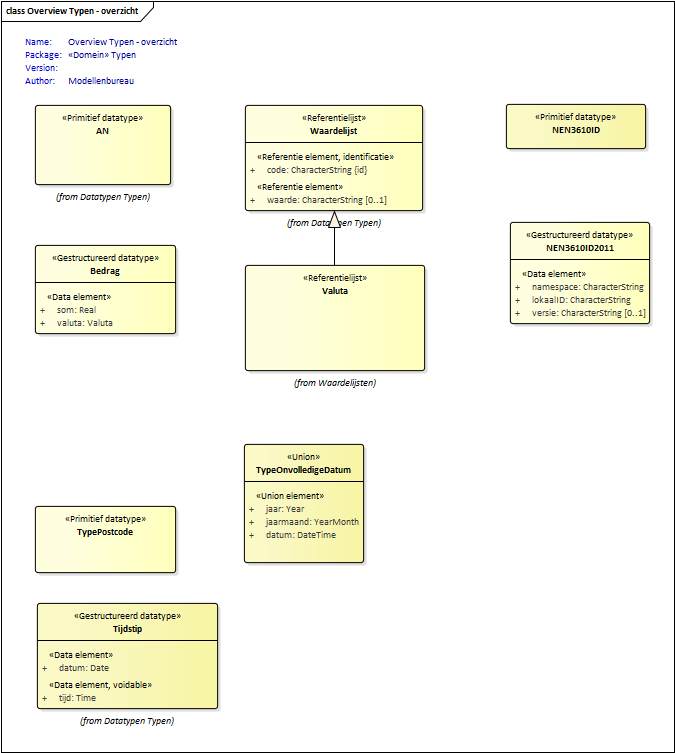 class Overview Typen - overzicht
Name: Overview Typen - overzicht
Package: «Domein» Typen
Version:
Author: Modellenbureau
«Primitief datatype»
AN
(from Datatypen Typen)
«Referentielijst»
Waardelijst
«Referentie element, identificatie»
+ code: CharacterString {id}
«Referentie element»
+ waarde: CharacterString [0..1]
(from Datatypen Typen)
«Primitief datatype»
NEN3610ID
«Gestructureerd datatype»
Bedrag
«Data element»
+ som: Real
+ valuta: Valuta
«Referentielijst»
Valuta
(from Waardelijsten)
«Gestructureerd datatype»
NEN3610ID2011
«Data element»
+ namespace: CharacterString
+ lokaalID: CharacterString
+ versie: CharacterString [0..1]
«Union»
TypeOnvolledigeDatum
«Union element»
+ jaar: Year
+ jaarmaand: YearMonth
+ datum: DateTime
«Primitief datatype»
TypePostcode
«Gestructureerd datatype»
Tijdstip
«Data element»
+ datum: Date
«Data element, voidable»
+ tijd: Time
(from Datatypen Typen)